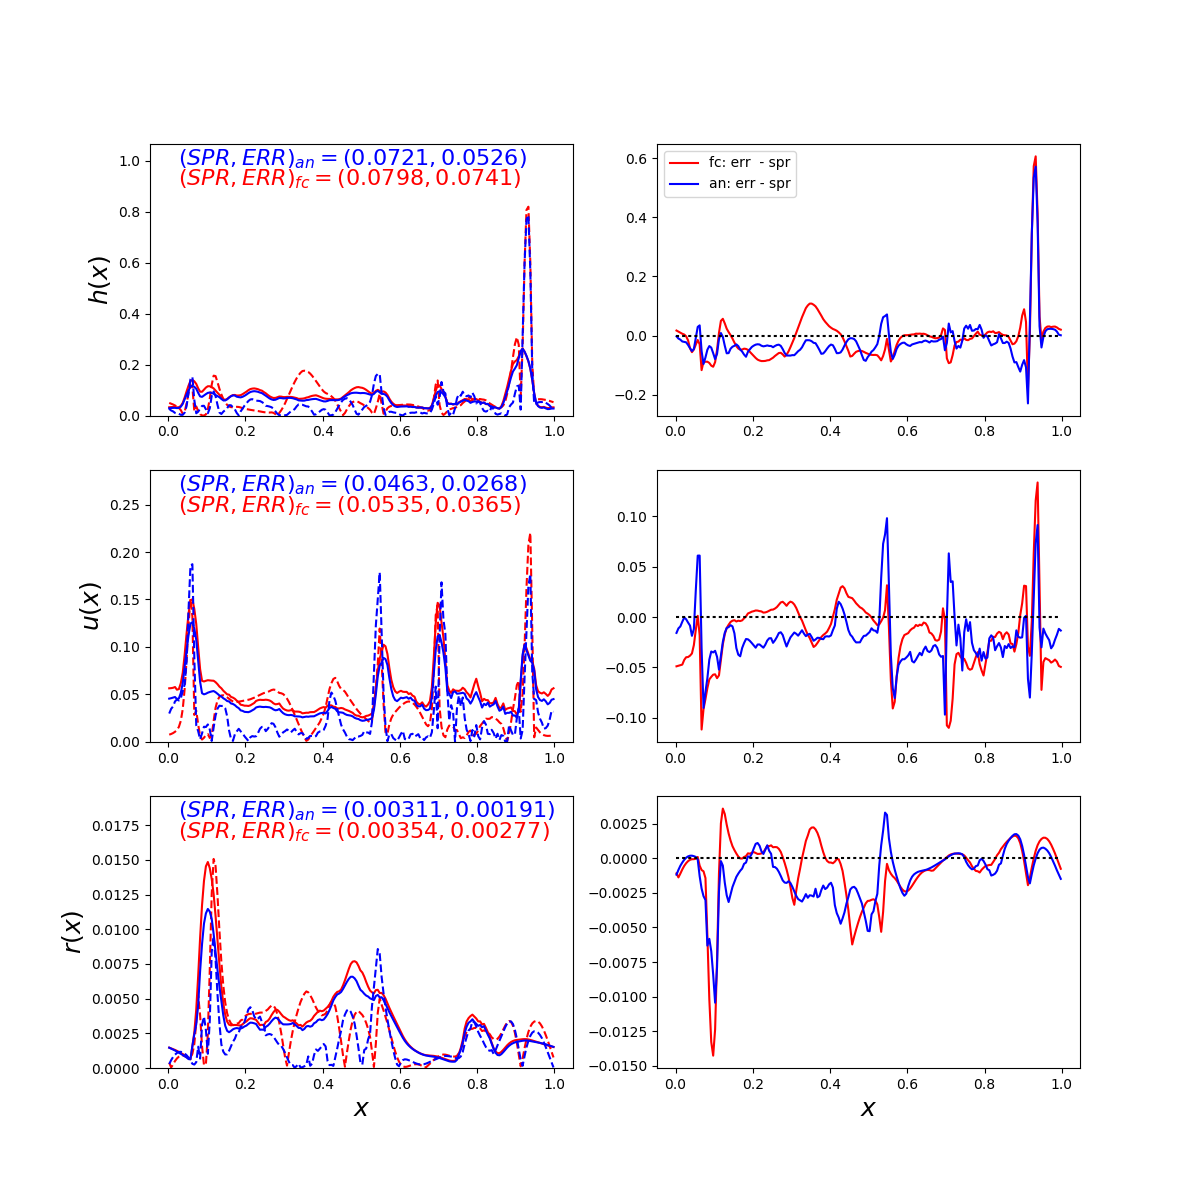 (SPR, ERR)an = (0.0721, 0.0526)
(SPR, ERR)fc = (0.0798, 0.0741)
1.0
0.8
0.6
0.4
0.2
0.0
h(x)
0.0 0.2 0.4 0.6 0.8 1.0
fc: err - spr
an: err - spr
0.6
0.4
0.2
0.0
−0.2
0.0 0.2 0.4 0.6 0.8 1.0
(SPR, ERR)an = (0.0463, 0.0268)
(SPR, ERR)fc = (0.0535, 0.0365)
0.25
0.20
0.15
0.10
0.05
0.00
u(x)
0.0 0.2 0.4 0.6 0.8 1.0
0.10
0.05
0.00
−0.05
−0.10
0.0 0.2 0.4 0.6 0.8 1.0
(SPR, ERR)an = (0.00311, 0.00191)
(SPR, ERR)fc = (0.00354, 0.00277)
0.0175
0.0150
0.0125
0.0100
0.0075
0.0050
0.0025
0.0000
r(x)
0.0 0.2 0.4 0.6 0.8 1.0
x
0.0025
0.0000
−0.0025
−0.0050
−0.0075
−0.0100
−0.0125
−0.0150
0.0 0.2 0.4 0.6 0.8 1.0
x